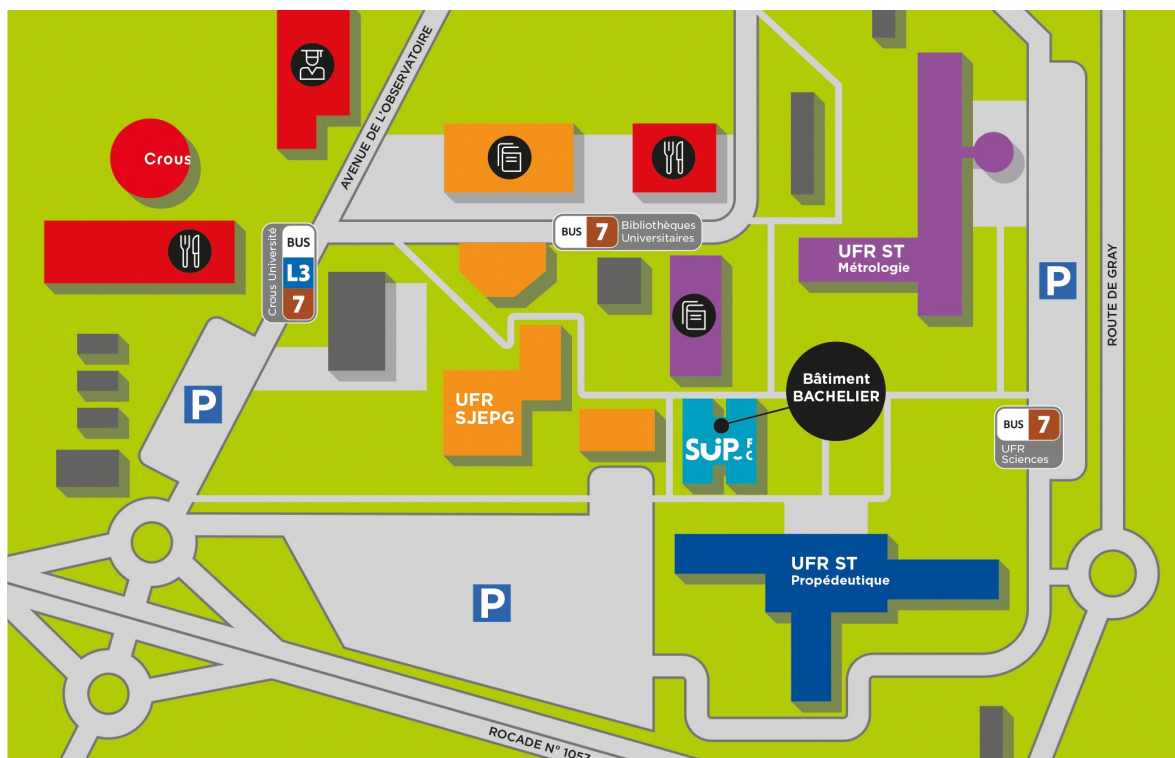 AVENUE DE L'OBSERVATOIRE
Crous
Crous Université
BUS
L3
7
BUS 7 Bibliothèques
Universitaires
UFR ST
Métrologie
P
ROUTE DE GRAY
P
UFR
SJEPG
Bâtiment
BACHELIER
SUP-
F
C
BUS 7
UFR
Sciences
P
UFR ST
Propédeutique
ROCADE N° 1057